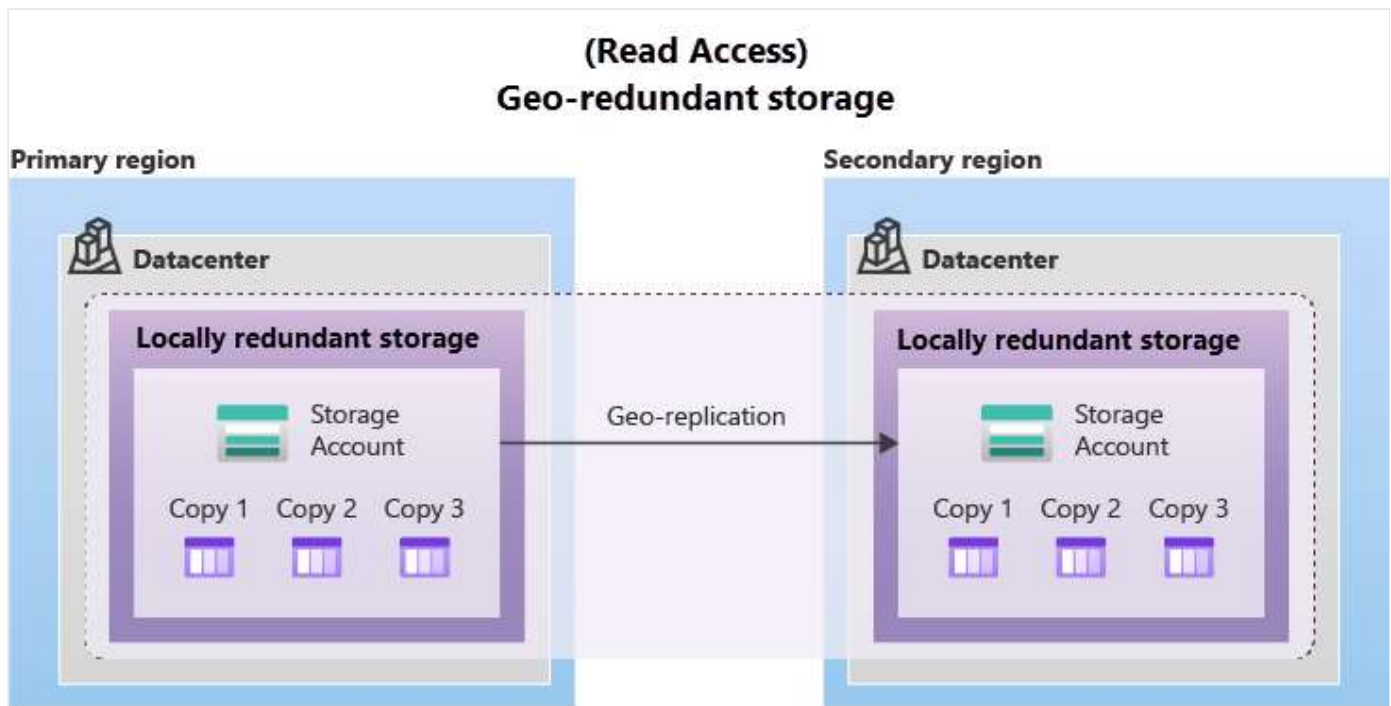 (Read Access)
Geo-redundant storage
Primary region
Secondary region
Datacenter
Datacenter
Locally redundant storage
Locally redundant storage
Storage
Account
Geo-replication
Storage
Account
Copy 1 Copy 2 Copy 3
Copy 1 Copy 2 Copy 3